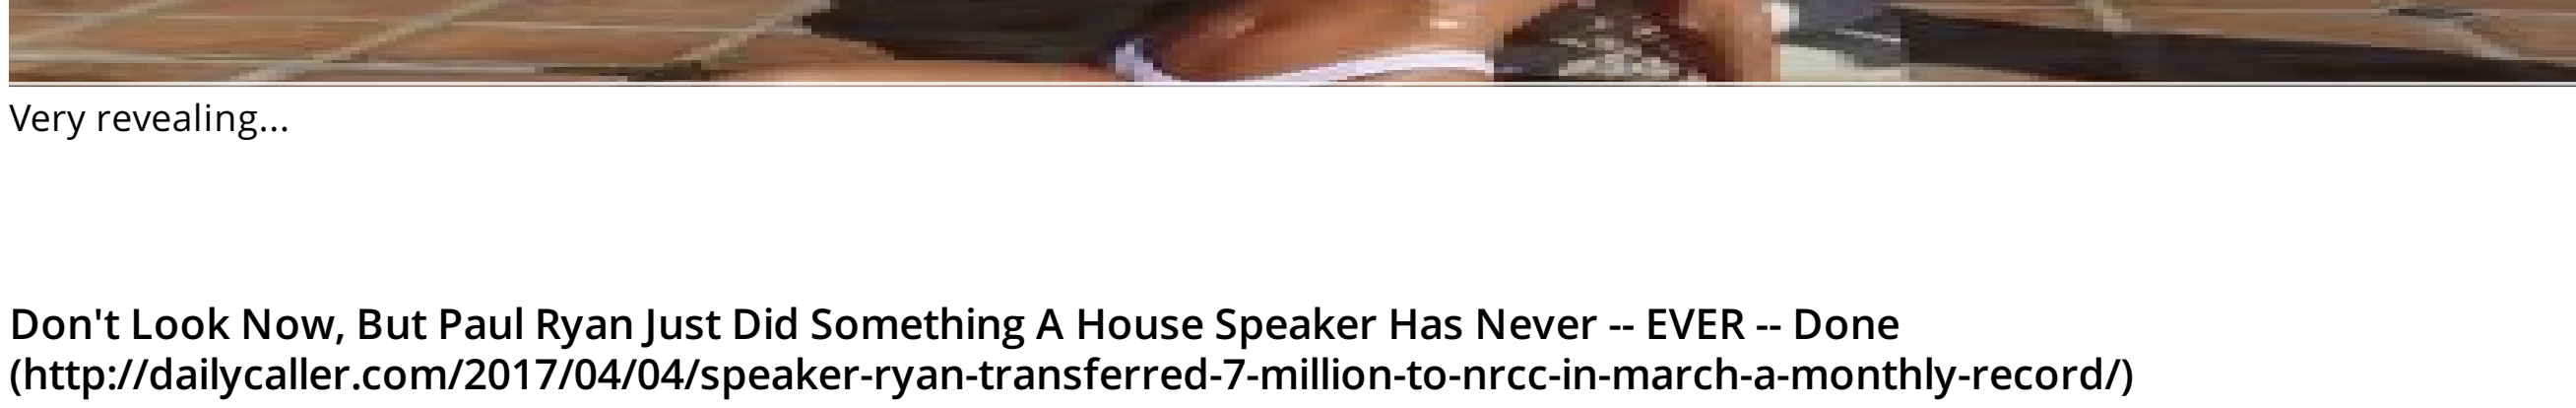 Very revealing...
Don't Look Now, But Paul Ryan Just Did Something A House Speaker Has Never -- EVER -- Done
(http://dailycaller.com/2017/04/04/speaker-ryan-transferred-7-million-to-nrcc-in-march-a-monthly-record/)